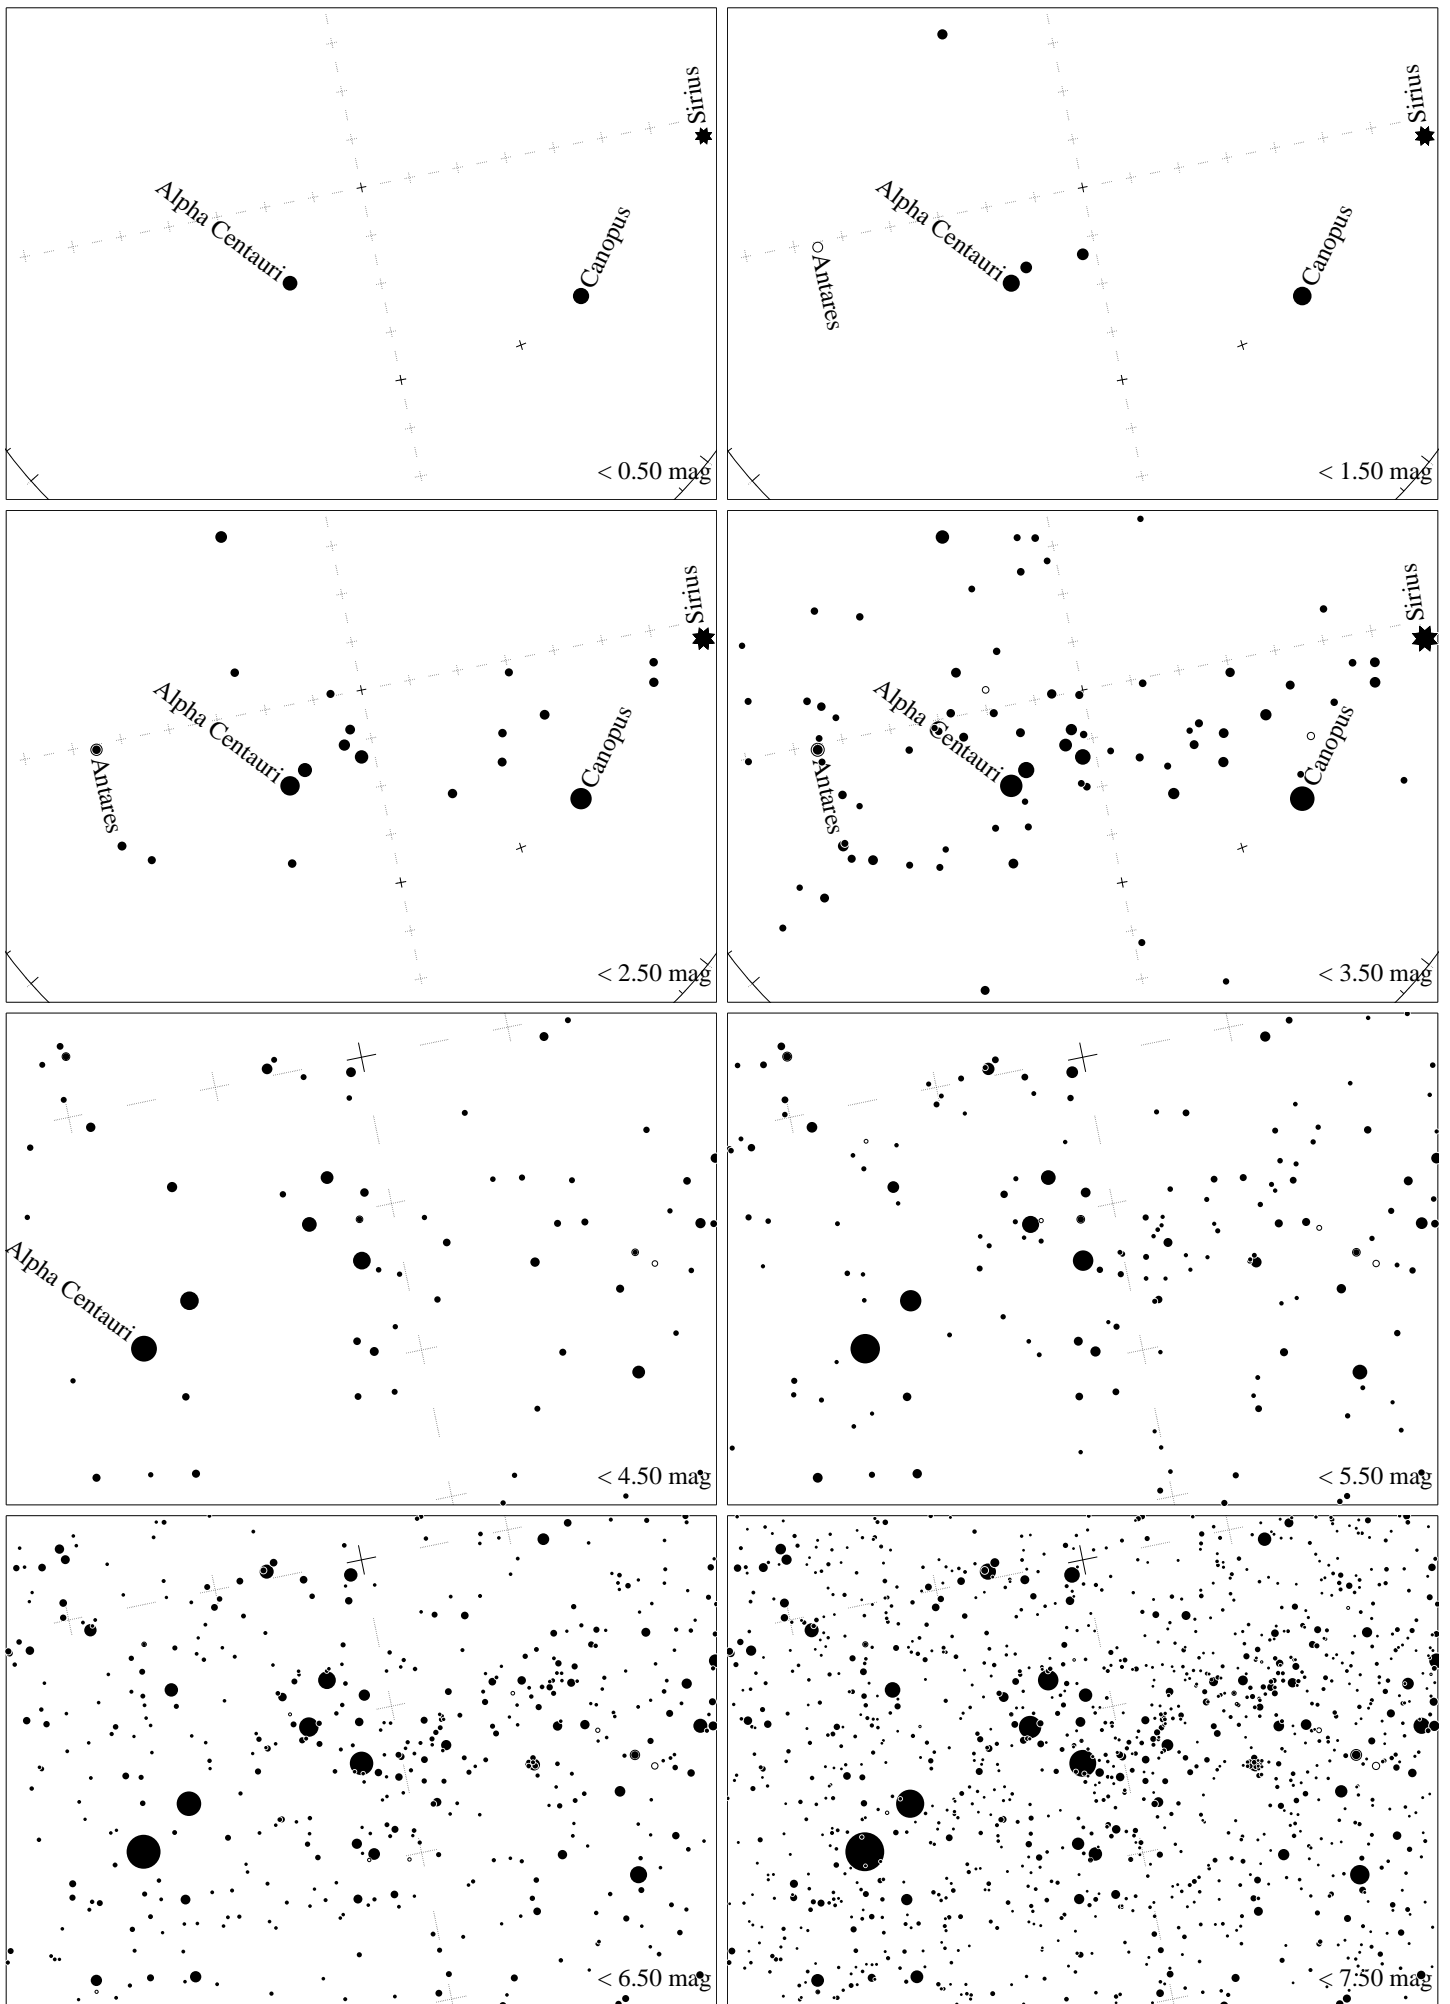 Sirius
Alpha Centauri
Canopus
< 0.50 mag
Sirius
Alpha Centauri
Antares
Canopus
< 1.50 mag
Sirius
Alpha Centauri
Antares
Canopus
< 2.50 mag
Sirius
Alpha Centauri
Antares
Canopus
< 3.50 mag
Alpha Centauri
< 4.50 mag
< 5.50 mag
< 6.50 mag
< 7.50 mag